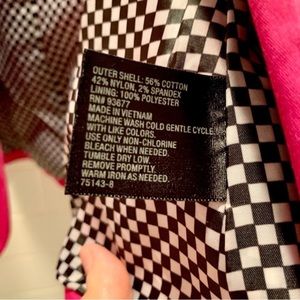 OUTER SHELL: 56% COTTON
42% NYLON, 2% SPANDEX
LINING: 100% POLYESTER
RN# 93677
MADE IN VIETNAM
MACHINE WASH COLD GENTLE CYCLE
WITH LIKE COLORS.
USE ONLY NON-CHLORINE
BLEACH WHEN NEEDED.
TUMBLE DRY LOW.
REMOVE PROMPTLY.
WARM IRON AS NEEDED.
75143-8